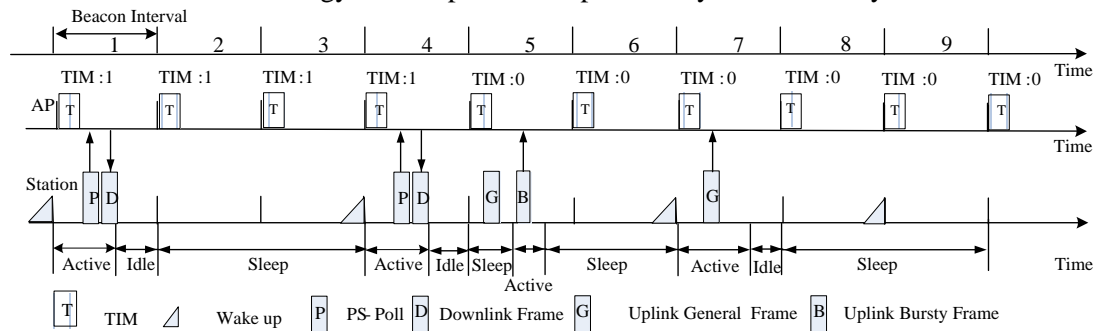 Beacon Interval
1 2 3 4 5 6 7 8 9
Time
TIM :1 TIM :1 TIM :1 TIM :1 TIM :0 TIM :0 TIM :0 TIM :0 TIM :0 TIM :0
AP T T T T T T T T T T
Time
Station
P D P D G B G
Active Idle Sleep Active Idle Sleep Sleep Active Idle Sleep Time
Active
T TIM Wake up P PS- Poll D Downlink Frame G Uplink General Frame B Uplink Bursty Frame